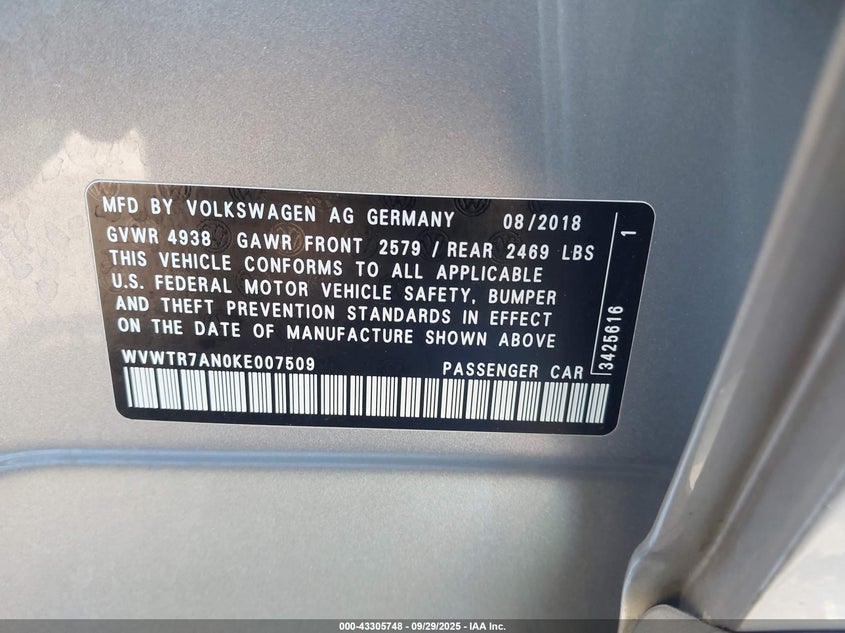 MFD BY VOLKSWAGEN AG GERMANY 08/2018
GVWR 4938 GAWR FRONT 2579 / REAR 2469 LBS
THIS VEHICLE CONFORMS TO ALL APPLICABLE
U.S. FEDERAL MOTOR VEHICLE SAFETY, BUMPER
AND THEFT PREVENTION STANDARDS IN EFFECT
ON THE DATE OF MANUFACTURE SHOWN ABOVE
WVWTR7AN0KE007509 PASSENGER CAR
3425616 1
000-43305748 - 09/29/2025 - IAA Inc.